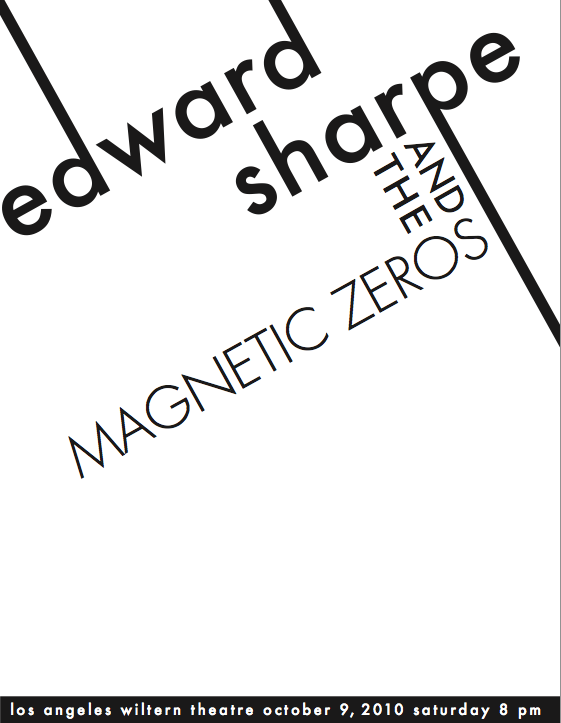 edward
sharpe
AND
THE
MAGNETIC ZEROS
los angeles wiltern theatre october 9, 2010 saturday 8 pm